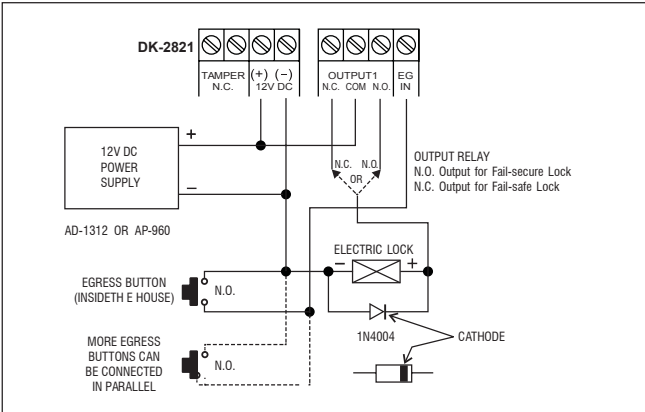 DK-2821
TAMPER
N.C.
(+) (−)
12V DC
OUTPUT1
N.C. COM N.O.
EG
IN
+
12V DC
POWER
SUPPLY
−
AD-1312 OR AP-960
N.C. N.O.
OR
OUTPUT RELAY
N.O. Output for Fail-secure Lock
N.C. Output for Fail-safe Lock
ELECTRIC LOCK
− +
EGRESS BUTTON
(INSIDETH E HOUSE)
N.O.
1N4004
CATHODE
MORE EGRESS
BUTTONS CAN
BE CONNECTED
IN PARALLEL
N.O.